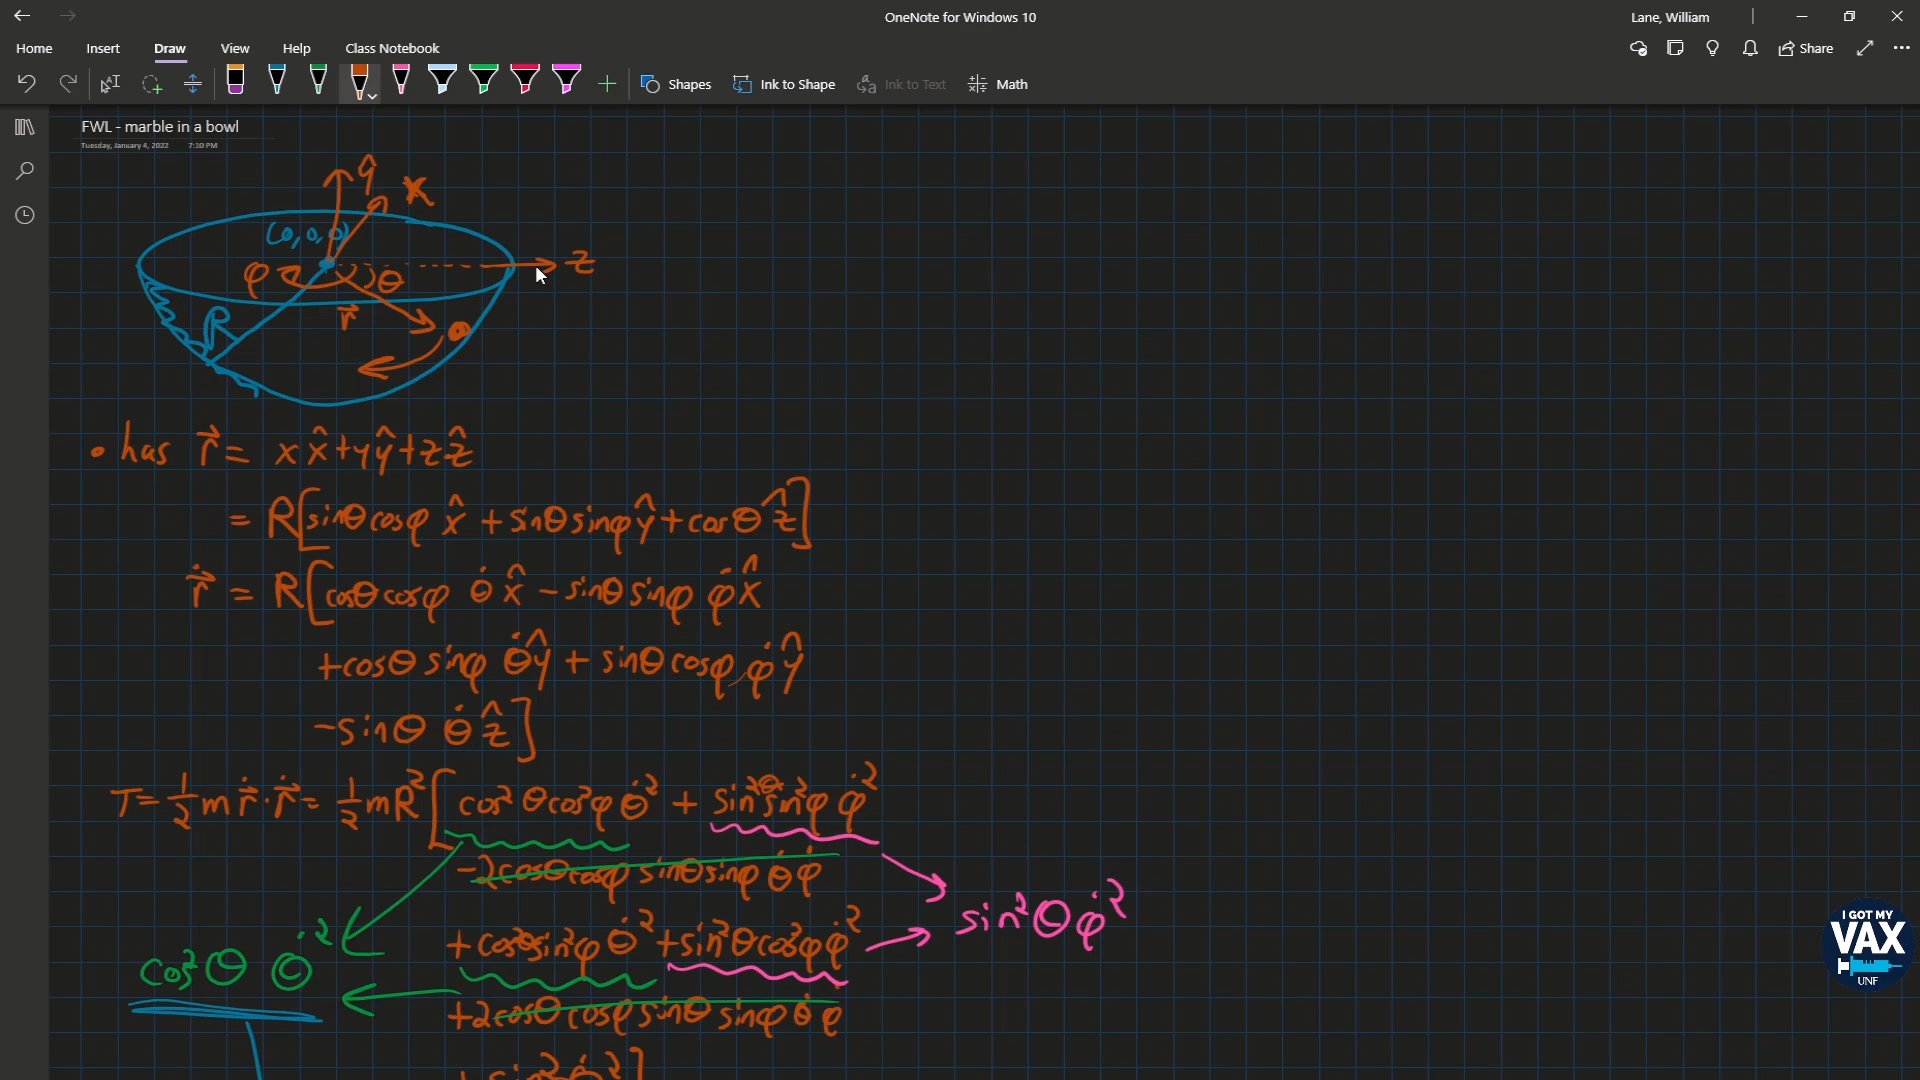 OneNote for Windows 10
Lane, William
Home Insert Draw View Help Class Notebook
Share
Shapes Ink to Shape Ink to Text Math
FWL - marble in a bowl
Tuesday, January 4, 2022 7:10 PM
ŷ x
(0,0,0)
z
φ θ
R r⃗
• has r⃗ = x x̂ + y ŷ + z ẑ
= R[sinθ cosφ x̂ + sinθ sinφ ŷ + cosθ ẑ]
r⃗̇ = R[cosθ cosφ θ̇ x̂ - sinθ sinφ φ̇ x̂
+ cosθ sinφ θ̇ ŷ + sinθ cosφ φ̇ ŷ
- sinθ θ̇ ẑ]
T = 1/2 m r⃗̇ · r⃗̇ = 1/2 m R² [cos²θ cos²φ θ̇² + sin²θ sin²φ φ̇²
-2cosθ cosφ sinθ sinφ θ̇ φ̇
sin²θ φ̇²
+ cos²θ sin²φ θ̇² + sin²θ cos²φ φ̇²
cos²θ θ̇²
+2cosθ cosφ sinθ sinφ θ̇ φ̇
+ sin²θ θ̇²]
I GOT MY
VAX
UNF